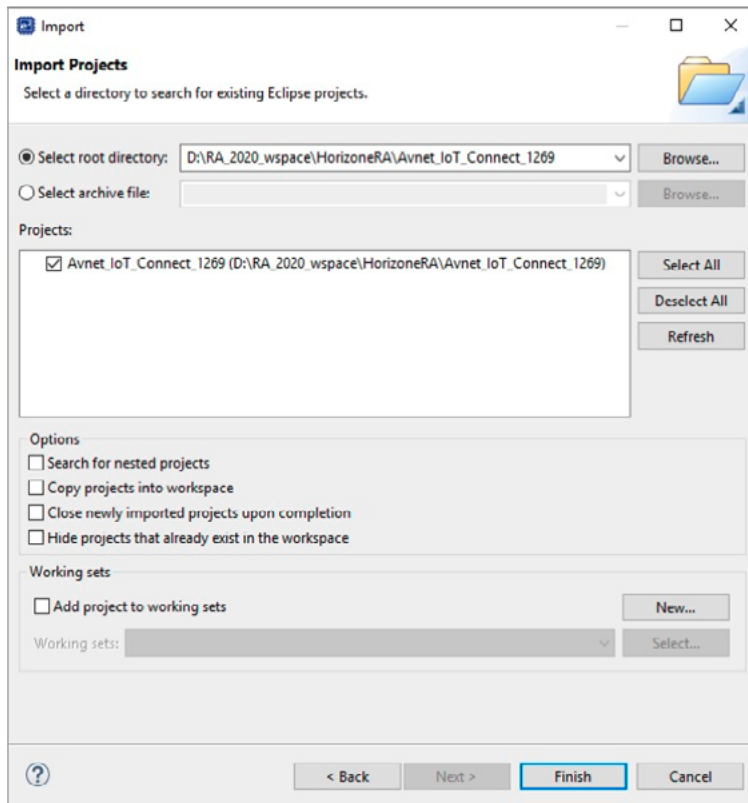 Import
Import Projects
Select a directory to search for existing Eclipse projects.
Select root directory: D:\RA_2020_wspace\HorizoneRA\Avnet_IoT_Connect_1269 Browse...
Select archive file: Browse...
Projects:
Avnet_IoT_Connect_1269 (D:\RA_2020_wspace\HorizoneRA\Avnet_IoT_Connect_1269)
Select All
Deselect All
Refresh
Options
Search for nested projects
Copy projects into workspace
Close newly imported projects upon completion
Hide projects that already exist in the workspace
Working sets
Add project to working sets New...
Working sets: Select...
? < Back Next > Finish Cancel